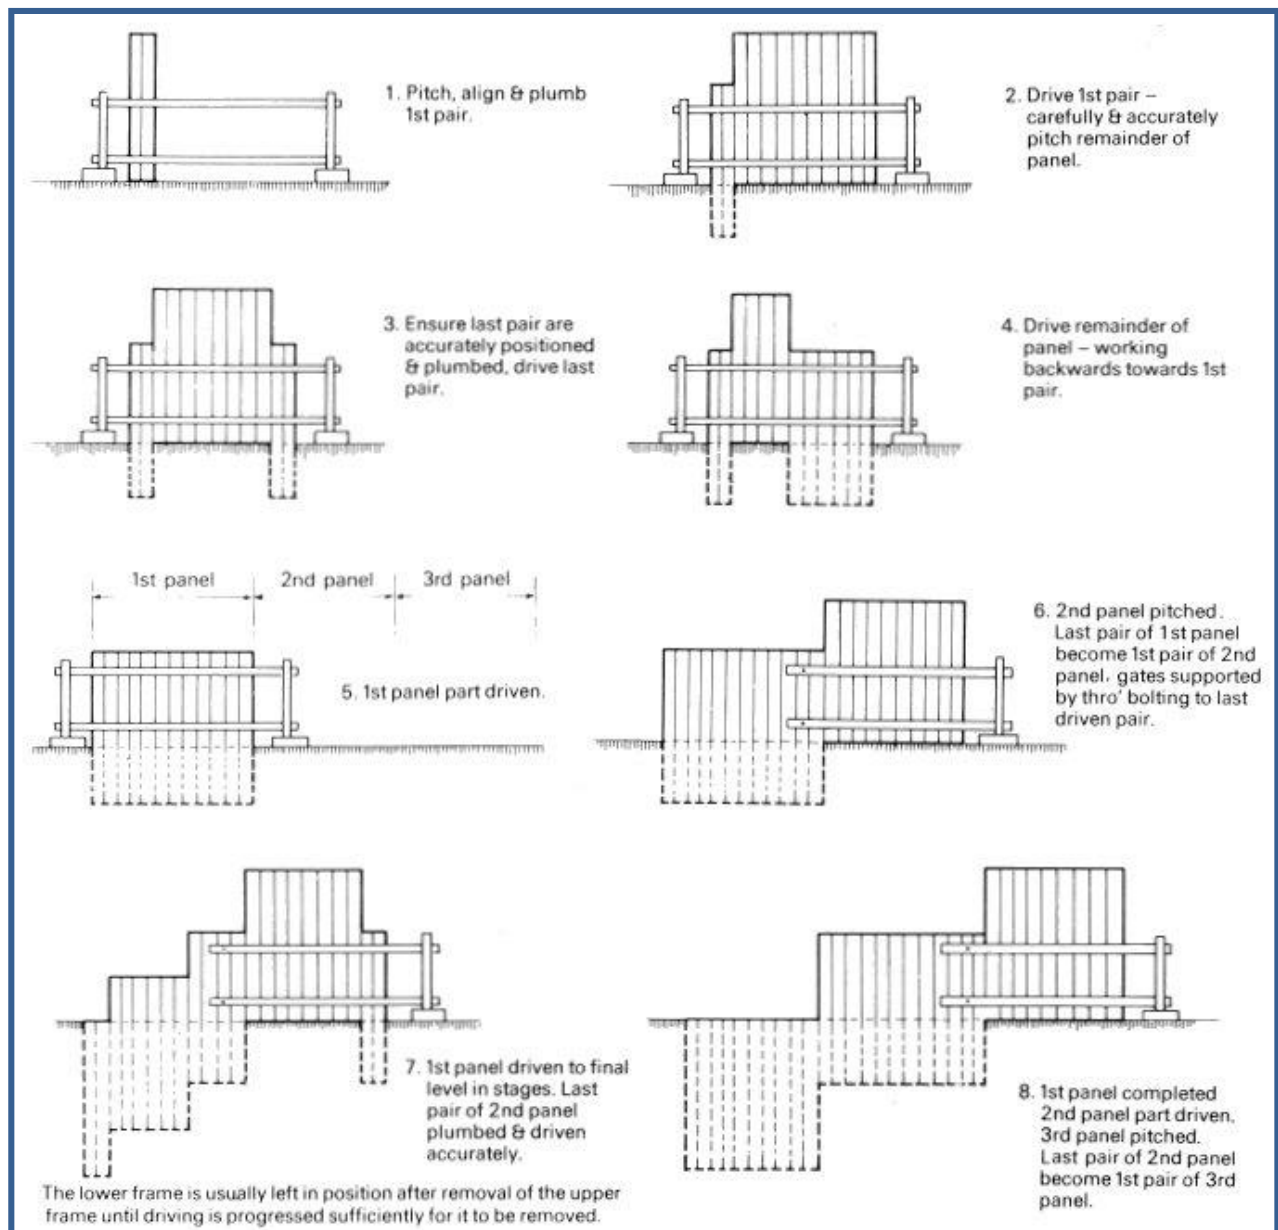 1. Pitch, align & plumb
1st pair.
2. Drive 1st pair –
carefully & accurately
pitch remainder of
panel.
3. Ensure last pair are
accurately positioned
& plumbed, drive last
pair.
4. Drive remainder of
panel – working
backwards towards 1st
pair.
1st panel 2nd panel 3rd panel
5. 1st panel part driven.
6. 2nd panel pitched.
Last pair of 1st panel
become 1st pair of 2nd
panel, gates supported
by thro' bolting to last
driven pair.
7. 1st panel driven to final
level in stages. Last
pair of 2nd panel
plumbed & driven
accurately.
8. 1st panel completed
2nd panel part driven,
3rd panel pitched.
Last pair of 2nd panel
become 1st pair of 3rd
panel.
The lower frame is usually left in position after removal of the upper
frame until driving is progressed sufficiently for it to be removed.